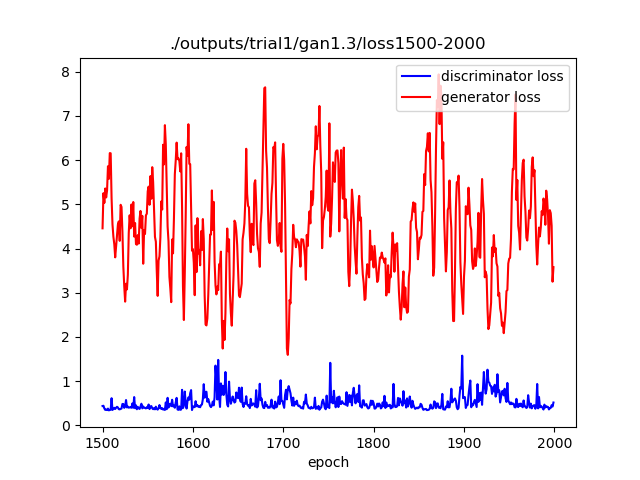 ./outputs/trial1/gan1.3/loss1500-2000
discriminator loss
generator loss
8
7
6
5
4
3
2
1
0
1500 1600 1700 1800 1900 2000
epoch